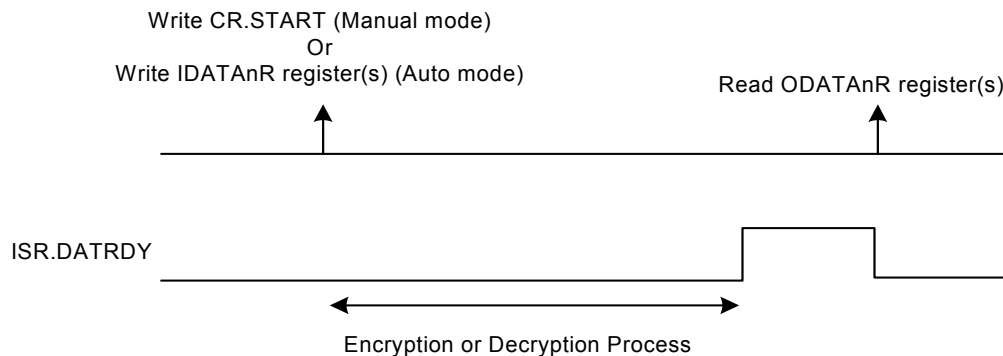 Write CR.START (Manual mode)
Or
Write IDATAnR register(s) (Auto mode)
Read ODATAnR register(s)
ISR.DATRDY
Encryption or Decryption Process